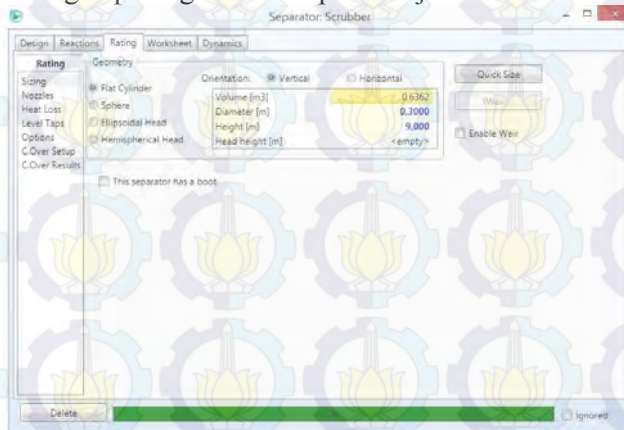 Separator: Scrubber
Design Reactions Rating Worksheet Dynamics
Rating
Sizing
Nozzles
Heat Loss
Level Taps
Options
C.Over Setup
C.Over Results
Geometry
Flat Cylinder
Sphere
Ellipsoidal Head
Hemispherical Head
Orientation: Vertical Horizontal
Volume [m3] 0.6362
Diameter [m] 0.3000
Height [m] 9.000
Head height [m] <empty>
Quick Size
Enable Weir
This separator has a boot
Delete
Ignored